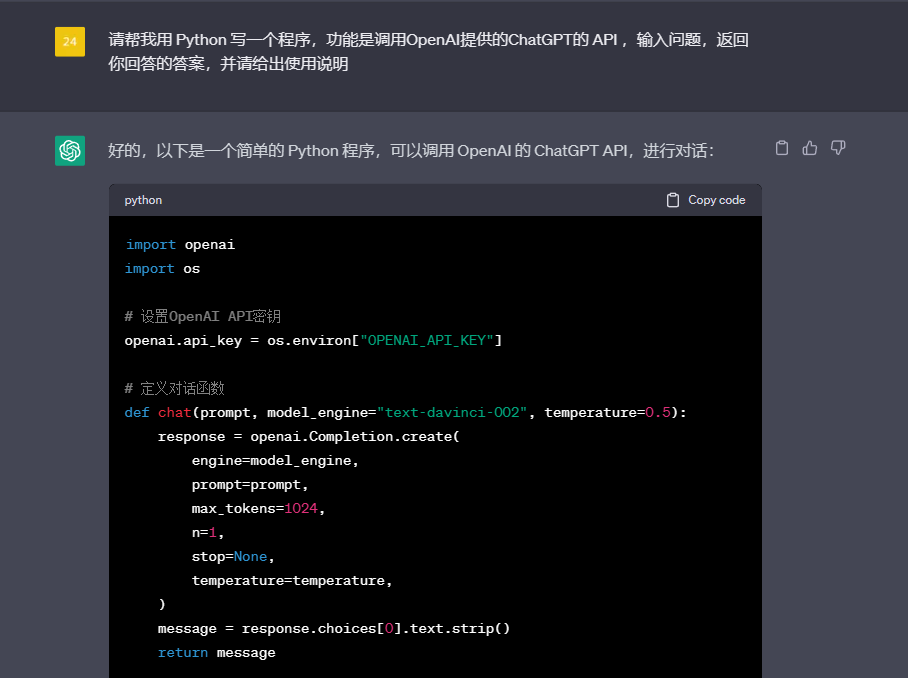 24
请帮我用 Python 写一个程序，功能是调用OpenAI提供的ChatGPT的 API ，输入问题，返回
你回答的答案，并请给出使用说明
好的，以下是一个简单的 Python 程序，可以调用 OpenAI 的 ChatGPT API，进行对话：
python Copy code
import openai
import os
# 设置OpenAI API密钥
openai.api_key = os.environ["OPENAI_API_KEY"]
# 定义对话函数
def chat(prompt, model_engine="text-davinci-002", temperature=0.5):
    response = openai.Completion.create(
        engine=model_engine,
        prompt=prompt,
        max_tokens=1024,
        n=1,
        stop=None,
        temperature=temperature,
    )
    message = response.choices[0].text.strip()
    return message